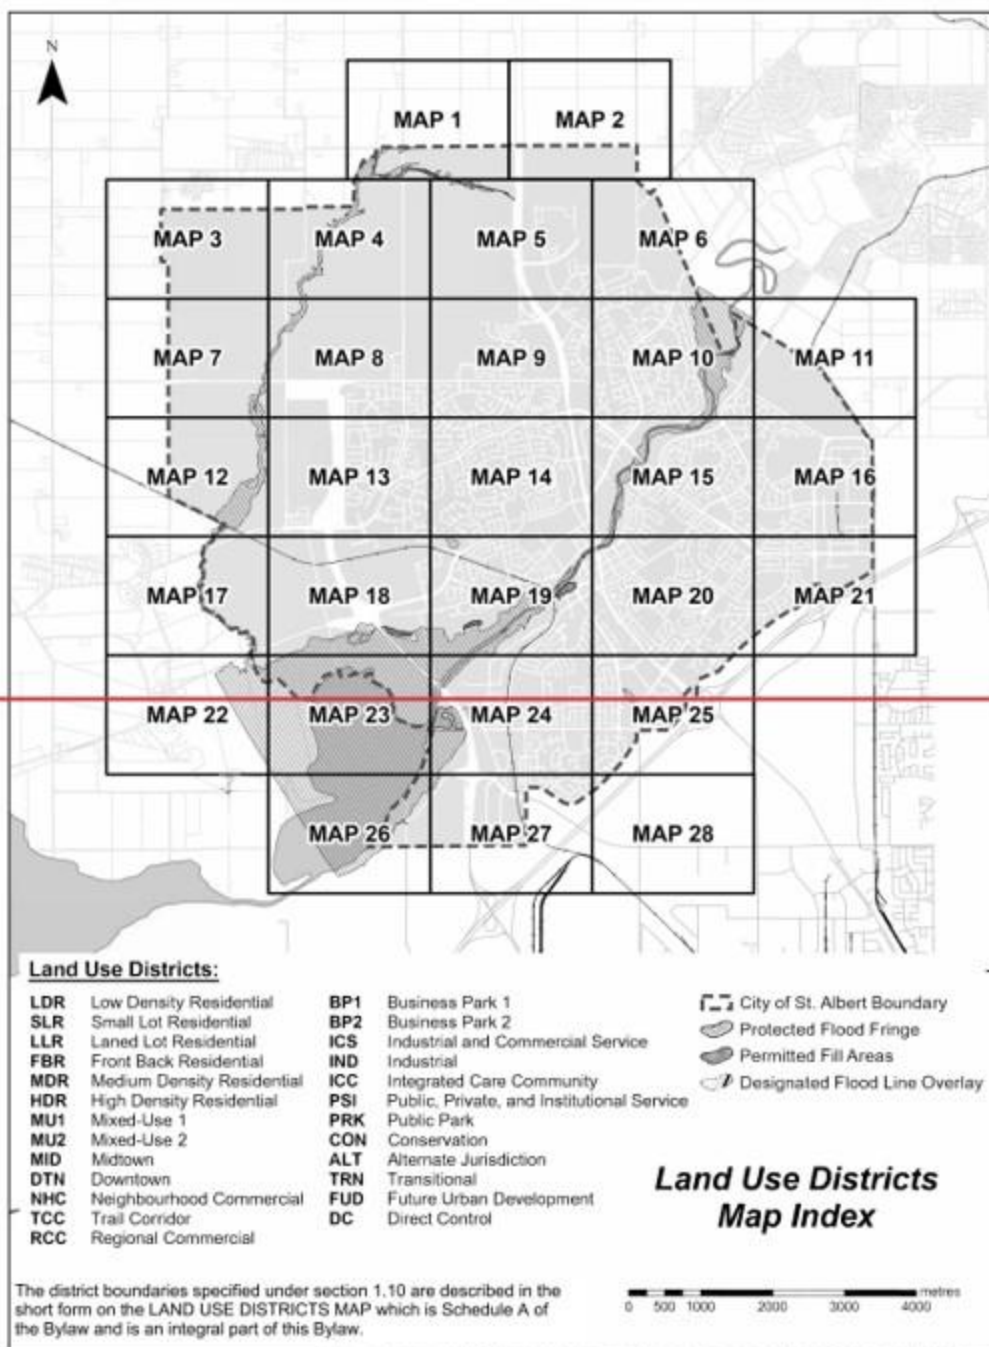 N
MAP 1 MAP 2
MAP 3 MAP 4 MAP 5 MAP 6
MAP 7 MAP 8 MAP 9 MAP 10 MAP 11
MAP 12 MAP 13 MAP 14 MAP 15 MAP 16
MAP 17 MAP 18 MAP 19 MAP 20 MAP 21
MAP 22 MAP 23 MAP 24 MAP 25
MAP 26 MAP 27 MAP 28
Land Use Districts:
LDR Low Density Residential
SLR Small Lot Residential
LLR Laned Lot Residential
FBR Front Back Residential
MDR Medium Density Residential
HDR High Density Residential
MU1 Mixed-Use 1
MU2 Mixed-Use 2
MID Midtown
DTN Downtown
NHC Neighbourhood Commercial
TCC Trail Corridor
RCC Regional Commercial
BP1 Business Park 1
BP2 Business Park 2
ICS Industrial and Commercial Service
IND Industrial
ICC Integrated Care Community
PSI Public, Private, and Institutional Service
PRK Public Park
CON Conservation
ALT Alternate Jurisdiction
TRN Transitional
FUD Future Urban Development
DC Direct Control
City of St. Albert Boundary
Protected Flood Fringe
Permitted Fill Areas
Designated Flood Line Overlay
Land Use Districts
Map Index
The district boundaries specified under section 1.10 are described in the
short form on the LAND USE DISTRICTS MAP which is Schedule A of
the Bylaw and is an integral part of this Bylaw.
metres
0 500 1000 2000 3000 4000